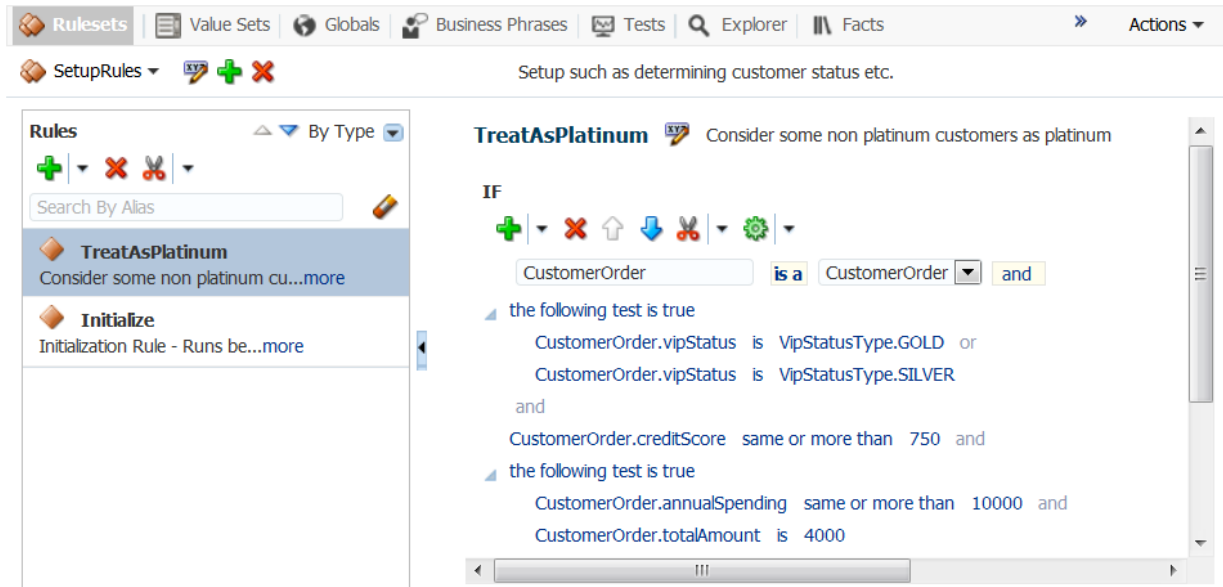 Rulesets Value Sets Globals Business Phrases Tests Explorer Facts » Actions
SetupRules Setup such as determining customer status etc.
Rules By Type
Search By Alias
TreatAsPlatinum
Consider some non platinum cu...more
Initialize
Initialization Rule - Runs be...more
TreatAsPlatinum Consider some non platinum customers as platinum
IF
CustomerOrder is a CustomerOrder and
the following test is true
CustomerOrder.vipStatus is VipStatusType.GOLD or
CustomerOrder.vipStatus is VipStatusType.SILVER
and
CustomerOrder.creditScore same or more than 750 and
the following test is true
CustomerOrder.annualSpending same or more than 10000 and
CustomerOrder.totalAmount is 4000